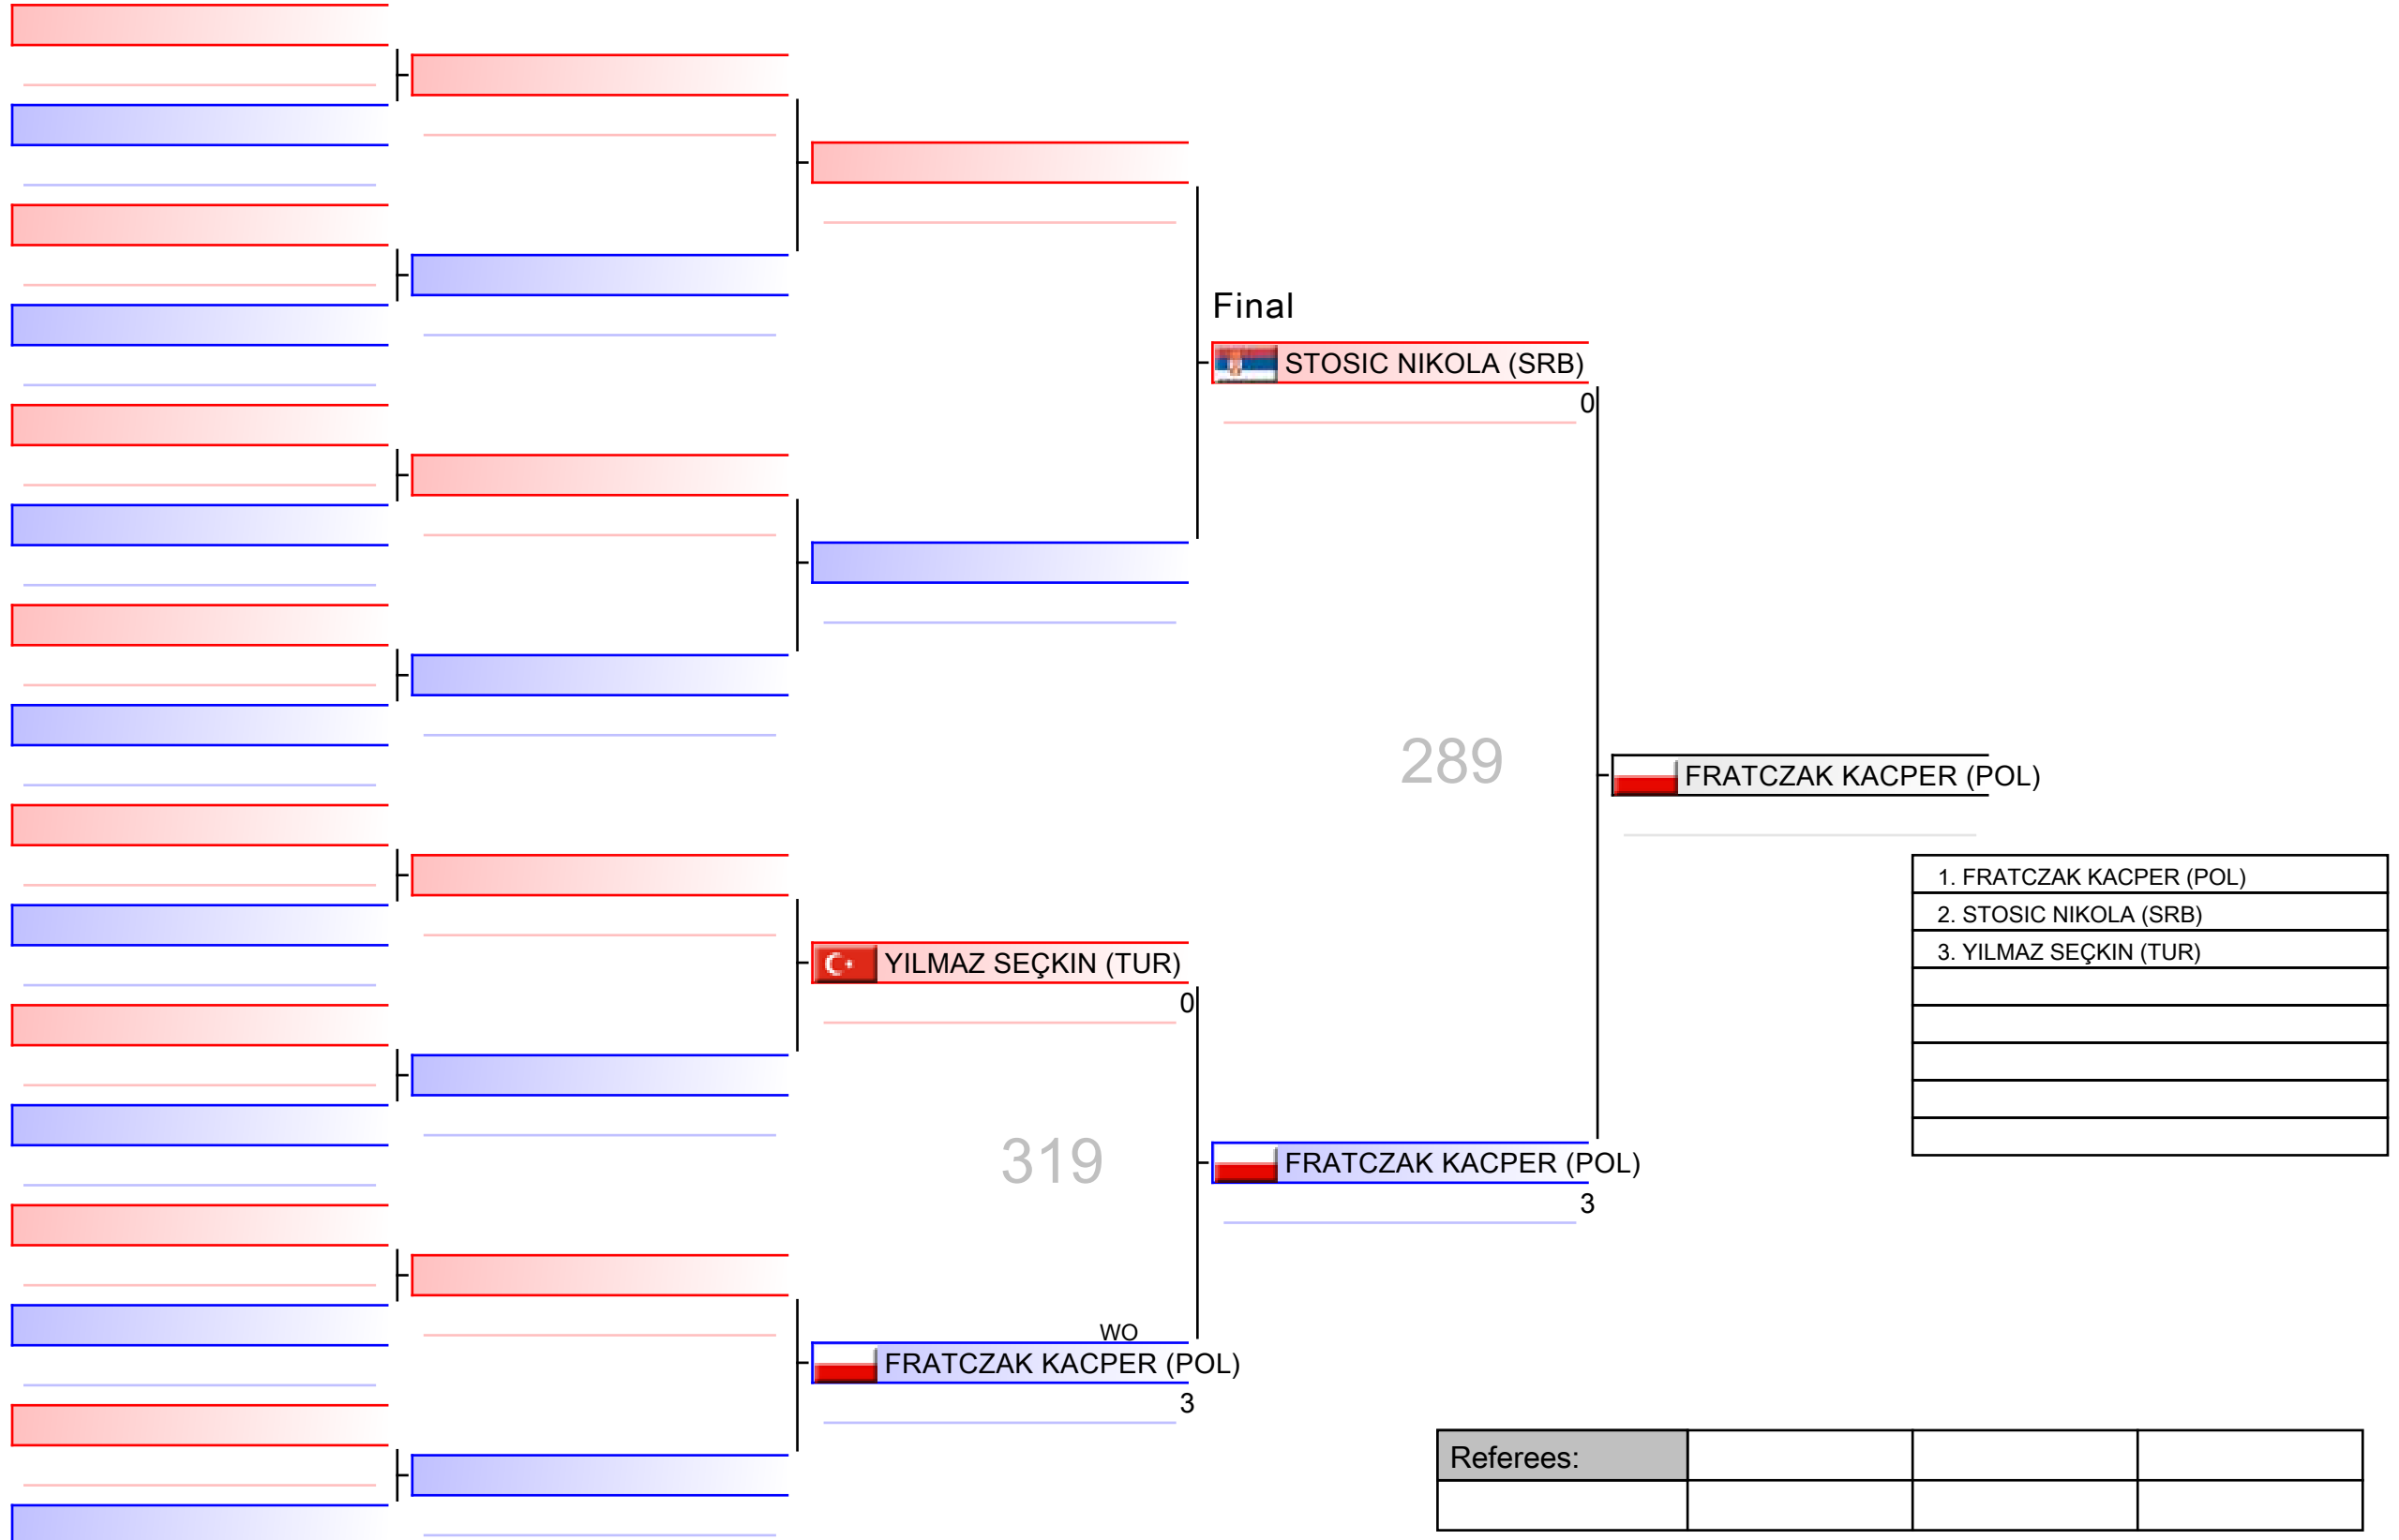 Final
STOSIC NIKOLA (SRB)
0
289
FRATCZAK KACPER (POL)
1. FRATCZAK KACPER (POL)
2. STOSIC NIKOLA (SRB)
3. YILMAZ SEÇKIN (TUR)
YILMAZ SEÇKIN (TUR)
0
319
FRATCZAK KACPER (POL)
3
WO
FRATCZAK KACPER (POL)
3
Referees: